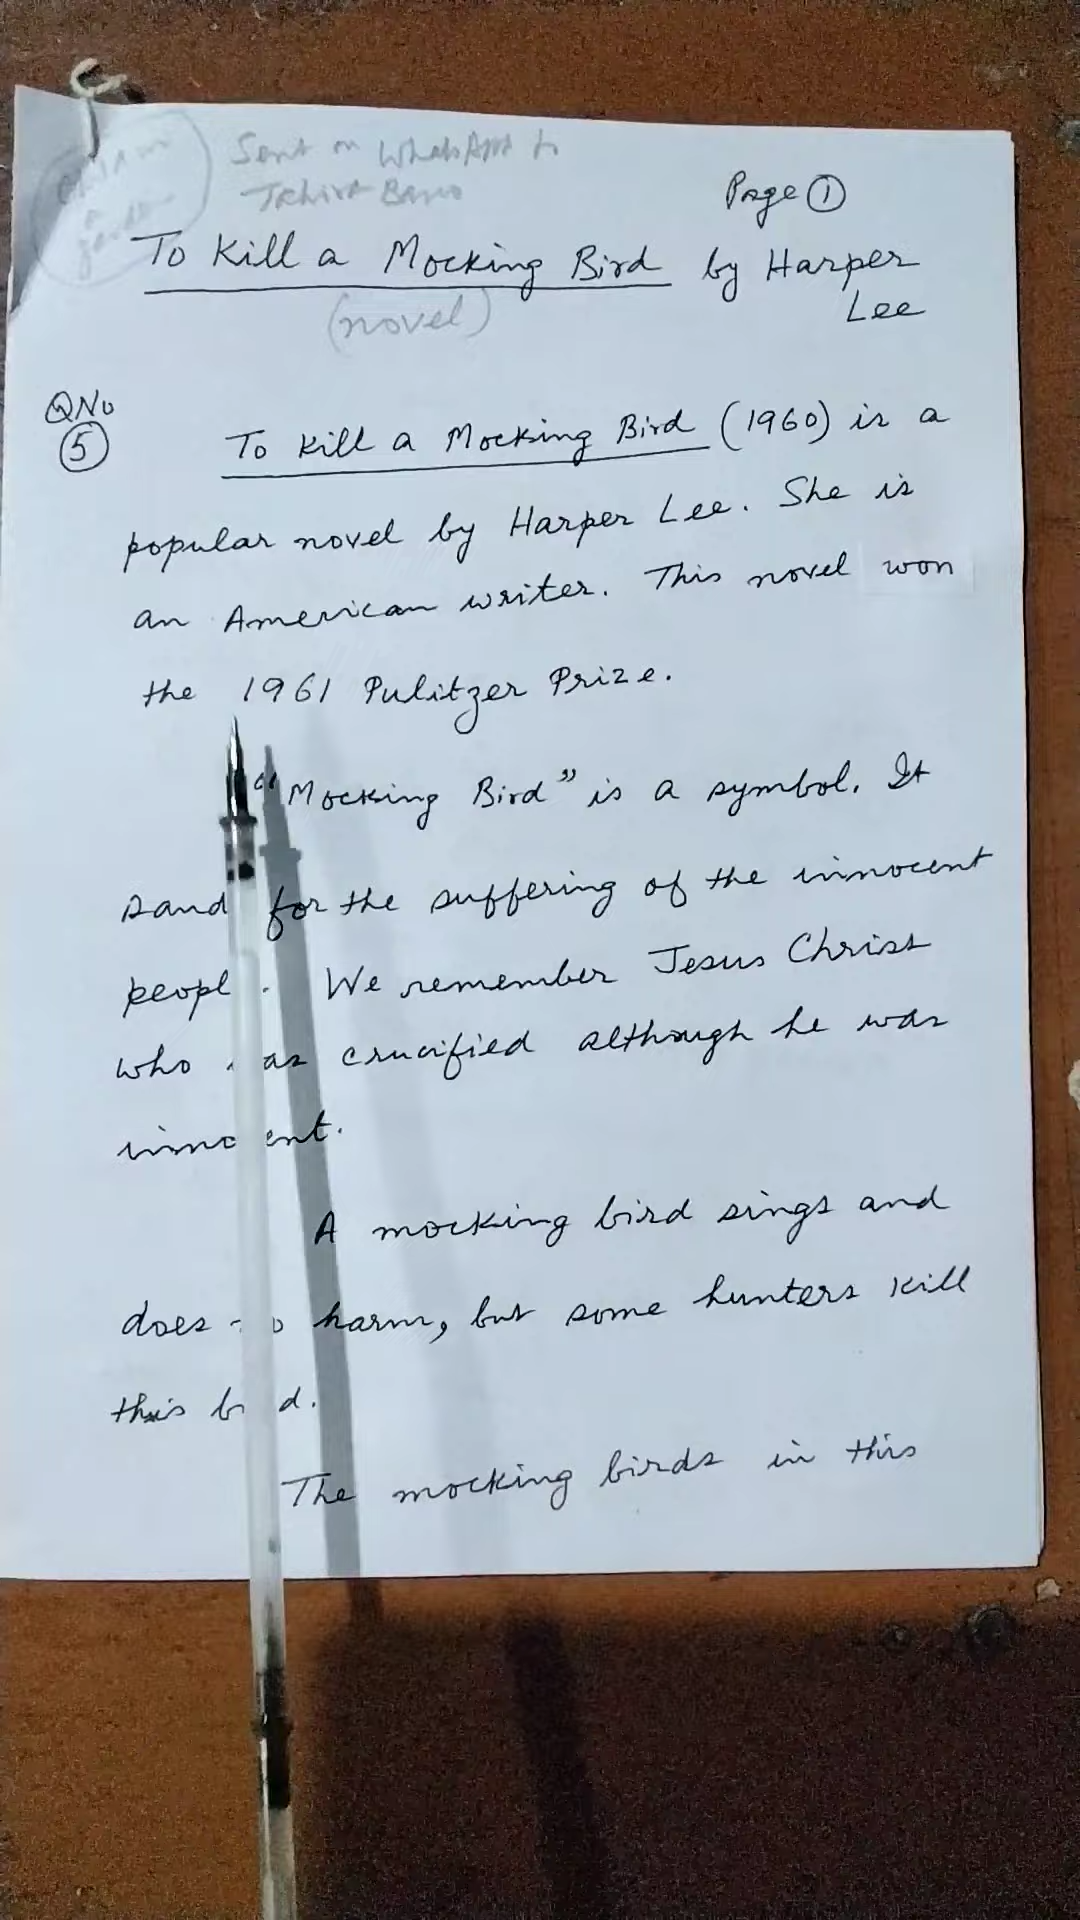 Sent on WhatsApp to
Page ①
To Kill a Mocking Bird by Harper
Lee
(novel)
QNo
⑤
To Kill a Mocking Bird (1960) is a
popular novel by Harper Lee. She is
an American writer. This novel won
the 1961 Pulitzer Prize.
"Mocking Bird" is a symbol. It
sand for the suffering of the innocent
peopl . We remember Jesus Christ
who as crucified although he was
inno ent.
A mocking bird sings and
does o harm, but some hunters kill
this b d.
The mocking birds in this